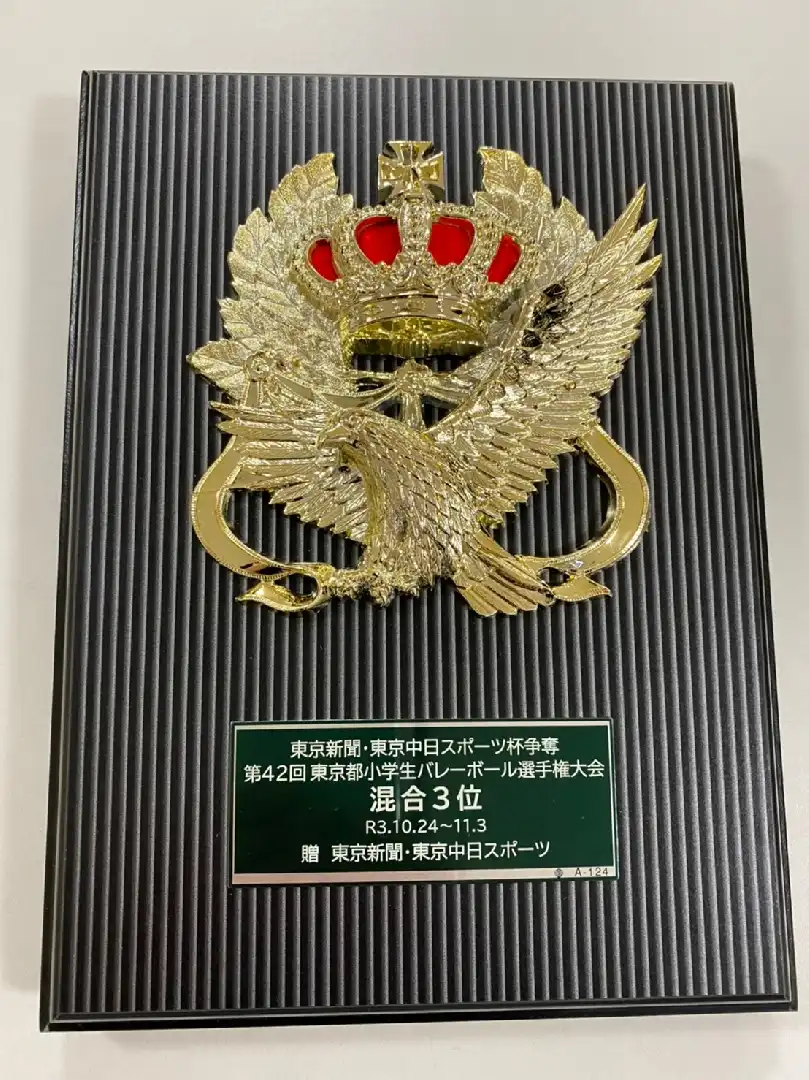 東京新聞・東京中日スポーツ杯争奪
第42回 東京都小学生バレーボール選手権大会
混合3位
R3.10.24～11.3
贈 東京新聞・東京中日スポーツ
A-124